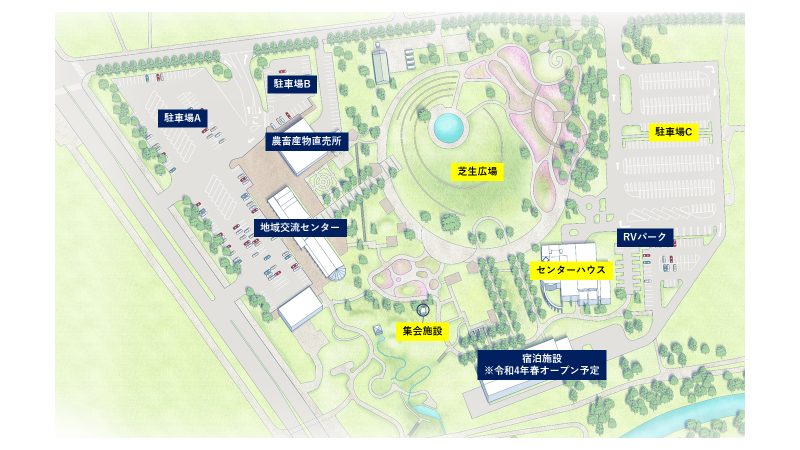 駐車場B
駐車場A
駐車場C
農畜産物直売所
芝生広場
地域交流センター
RVパーク
センターハウス
集会施設
宿泊施設
※令和4年春オープン予定